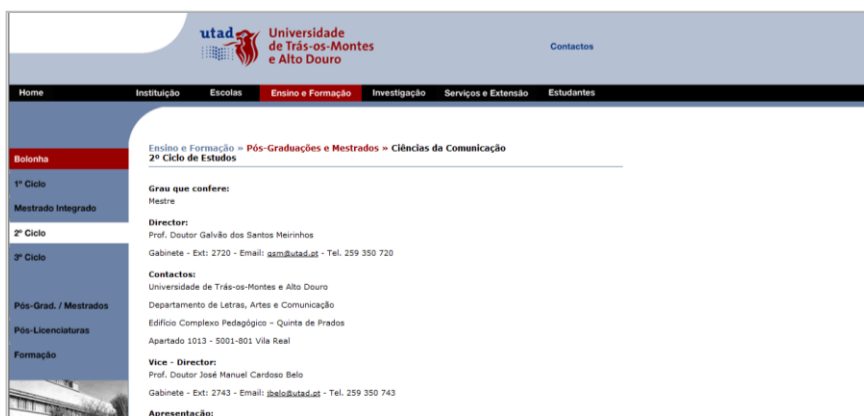 utad
Universidade
de Trás-os-Montes
e Alto Douro
Contactos
Home Instituição Escolas Ensino e Formação Investigação Serviços e Extensão Estudantes
Bolonha
1º Ciclo
Mestrado Integrado
2º Ciclo
3º Ciclo
Pós-Grad. / Mestrados
Pós-Licenciaturas
Formação
Ensino e Formação » Pós-Graduações e Mestrados » Ciências da Comunicação
2º Ciclo de Estudos
Grau que confere:
Mestre
Director:
Prof. Doutor Galvão dos Santos Meirinhos
Gabinete - Ext: 2720 - Email: gsm@utad.pt - Tel. 259 350 720
Contactos:
Universidade de Trás-os-Montes e Alto Douro
Departamento de Letras, Artes e Comunicação
Edifício Complexo Pedagógico – Quinta de Prados
Apartado 1013 - 5001-801 Vila Real
Vice - Director:
Prof. Doutor José Manuel Cardoso Belo
Gabinete - Ext: 2743 - Email: jbelo@utad.pt - Tel. 259 350 743
Apresentação: